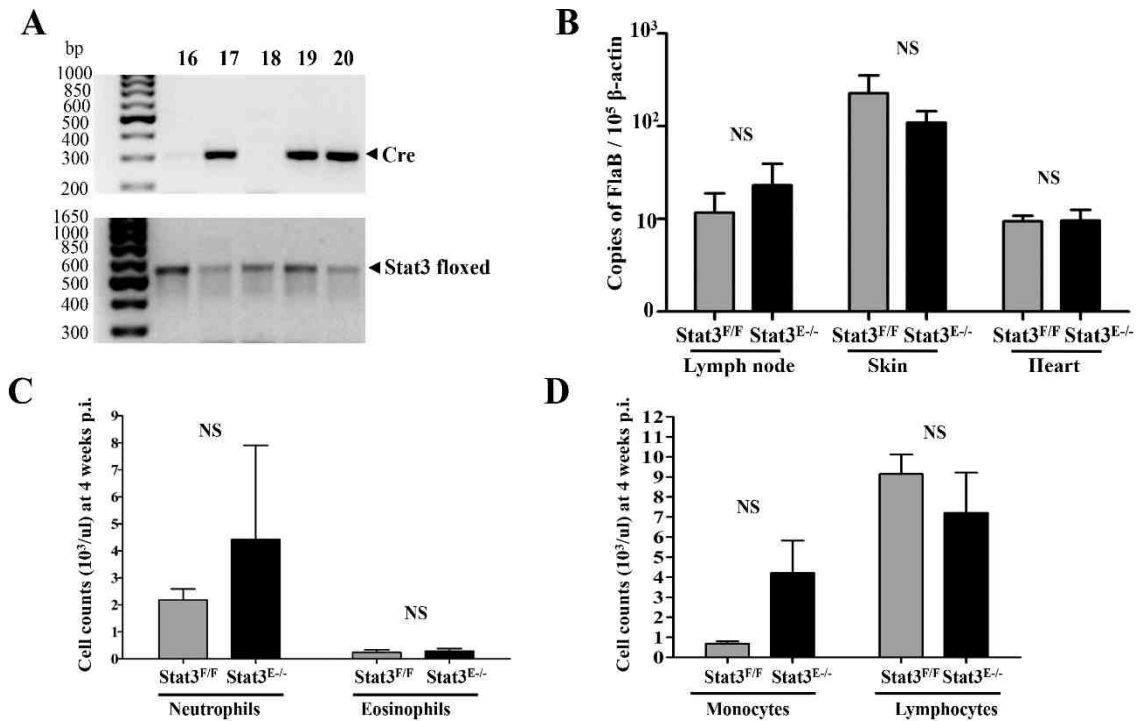 A
bp
16 17 18 19 20
1000
850
600
500
400
300
200
Cre
1650
1000
850
600
500
400
300
Stat3 floxed
B
Copies of FlaB / 10⁵ β-actin
10³
10²
10
0
NS
NS
NS
Stat3F/F Stat3E-/- Stat3F/F Stat3E-/- Stat3F/F Stat3E-/-
Lymph node Skin Heart
C
Cell counts (10³/ul) at 4 weeks p.i.
9
8
7
6
5
4
3
2
1
0
NS
NS
Stat3F/F Stat3E-/- Stat3F/F Stat3E-/-
Neutrophils Eosinophils
D
Cell counts (10³/ul) at 4 weeks p.i.
12
11
10
9
8
7
6
5
4
3
2
1
0
NS
NS
Stat3F/F Stat3E-/- Stat3F/F Stat3E-/-
Monocytes Lymphocytes